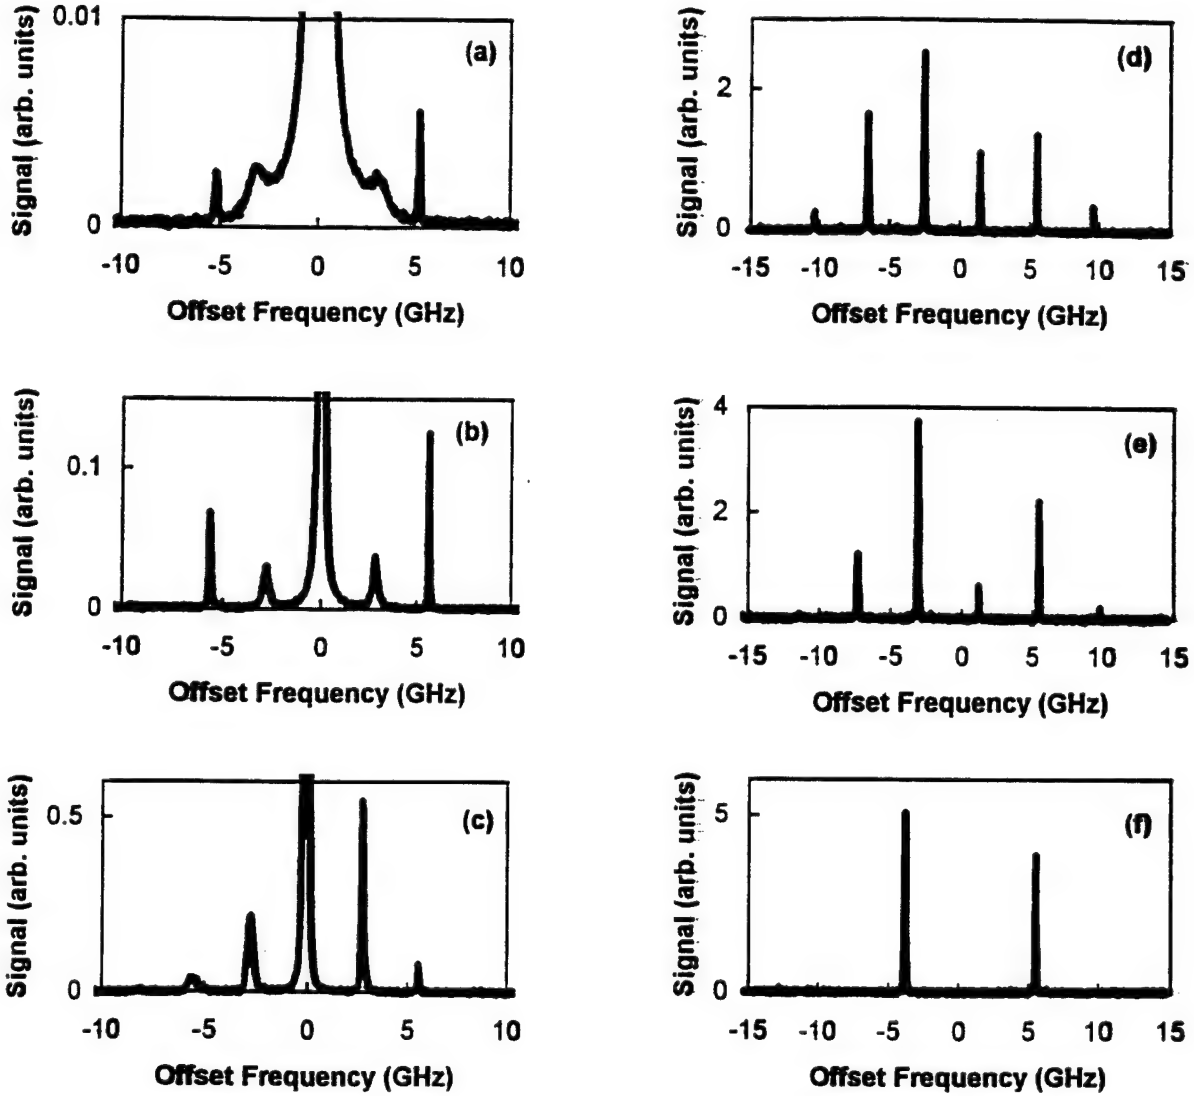 0.01
Signal (arb. units)
(a)
0
-10 -5 0 5 10
Offset Frequency (GHz)
Signal (arb. units)
(d)
2
0
-15 -10 -5 0 5 10 15
Offset Frequency (GHz)
Signal (arb. units)
(b)
0.1
0
-10 -5 0 5 10
Offset Frequency (GHz)
4
Signal (arb. units)
(e)
2
0
-15 -10 -5 0 5 10 15
Offset Frequency (GHz)
Signal (arb. units)
0.5
(c)
0
-10 -5 0 5 10
Offset Frequency (GHz)
Signal (arb. units)
5
(f)
0
-15 -10 -5 0 5 10 15
Offset Frequency (GHz)